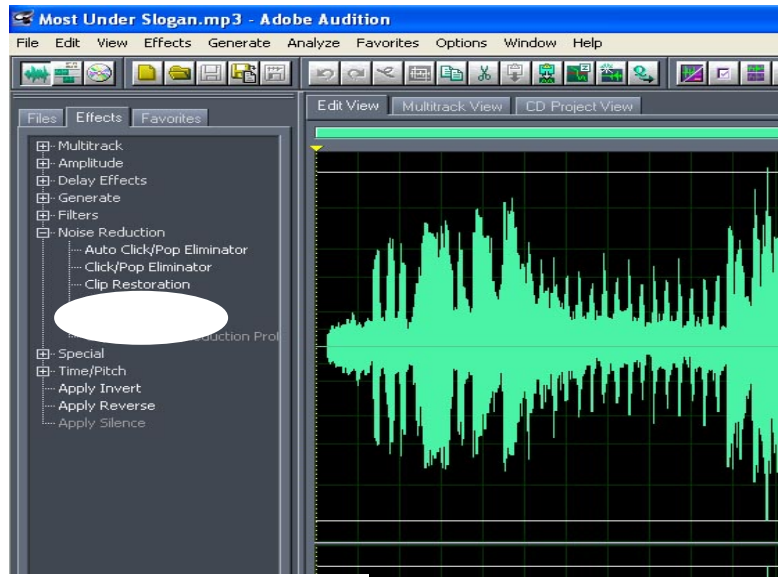 Most Under Slogan.mp3 - Adobe Audition
File Edit View Effects Generate Analyze Favorites Options Window Help
Files Effects Favorites
Edit View Multitrack View CD Project View
Multitrack
Amplitude
Delay Effects
Generate
Filters
Noise Reduction
Auto Click/Pop Eliminator
Click/Pop Eliminator
Clip Restoration
Special
Time/Pitch
Apply Invert
Apply Reverse
Apply Silence